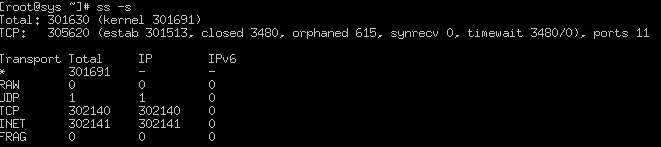 [root@sys ~]# ss -s
Total: 301630 (kernel 301691)
TCP:   305620 (estab 301513, closed 3480, orphaned 615, synrecv 0, timewait 3480/0), ports 11

Transport Total     IP        IPv6
*         301691    -         -
RAW       0         0         0
UDP       1         1         0
TCP       302140    302140    0
INET      302141    302141    0
FRAG      0         0         0